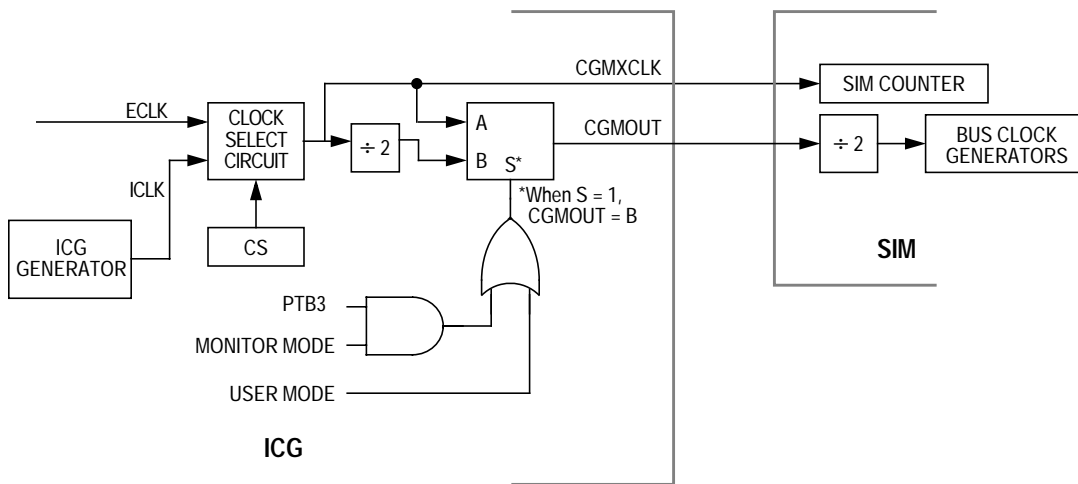 CGMXCLK
SIM COUNTER
ECLK
CLOCK
SELECT
CIRCUIT
÷ 2
A
B
S*
CGMOUT
÷ 2
BUS CLOCK
GENERATORS
ICLK
*When S = 1,
CGMOUT = B
ICG
GENERATOR
CS
SIM
PTB3
MONITOR MODE
USER MODE
ICG